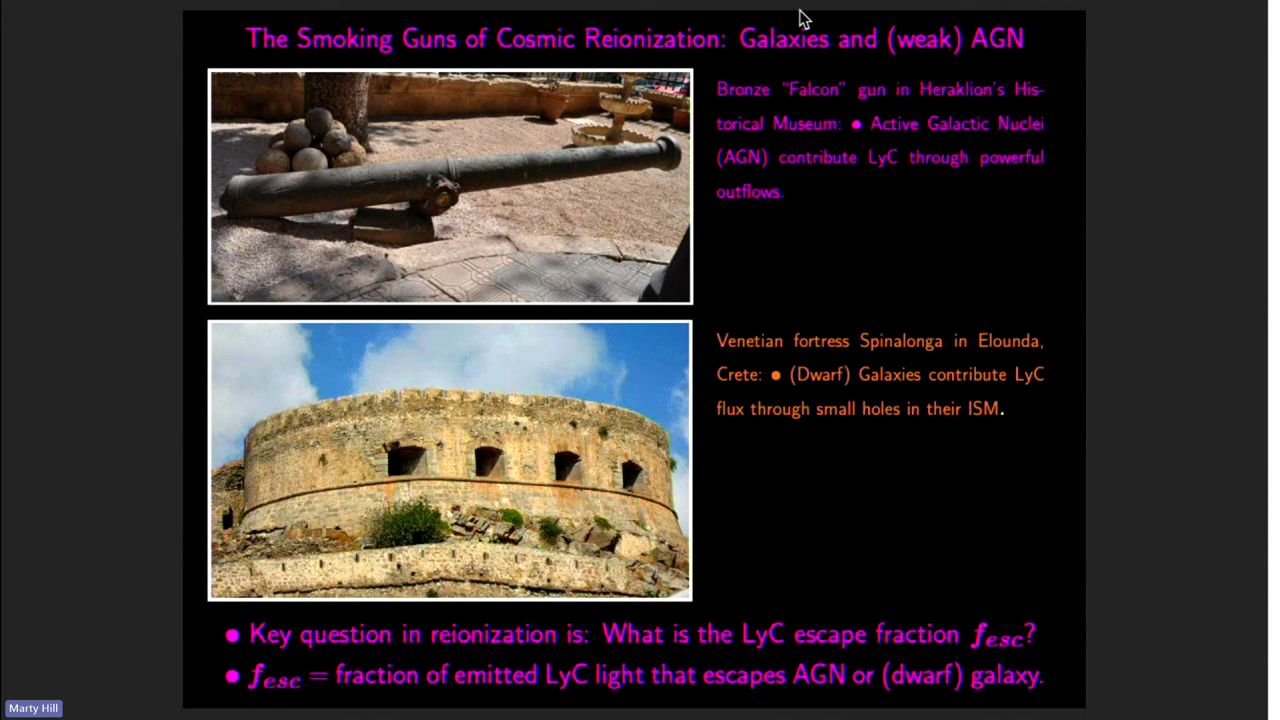 The Smoking Guns of Cosmic Reionization: Galaxies and (weak) AGN
Bronze “Falcon” gun in Heraklion's His-
torical Museum: ● Active Galactic Nuclei
(AGN) contribute LyC through powerful
outflows.
Venetian fortress Spinalonga in Elounda,
Crete: ● (Dwarf) Galaxies contribute LyC
flux through small holes in their ISM.
● Key question in reionization is: What is the LyC escape fraction fesc?
● fesc = fraction of emitted LyC light that escapes AGN or (dwarf) galaxy.
Marty Hill